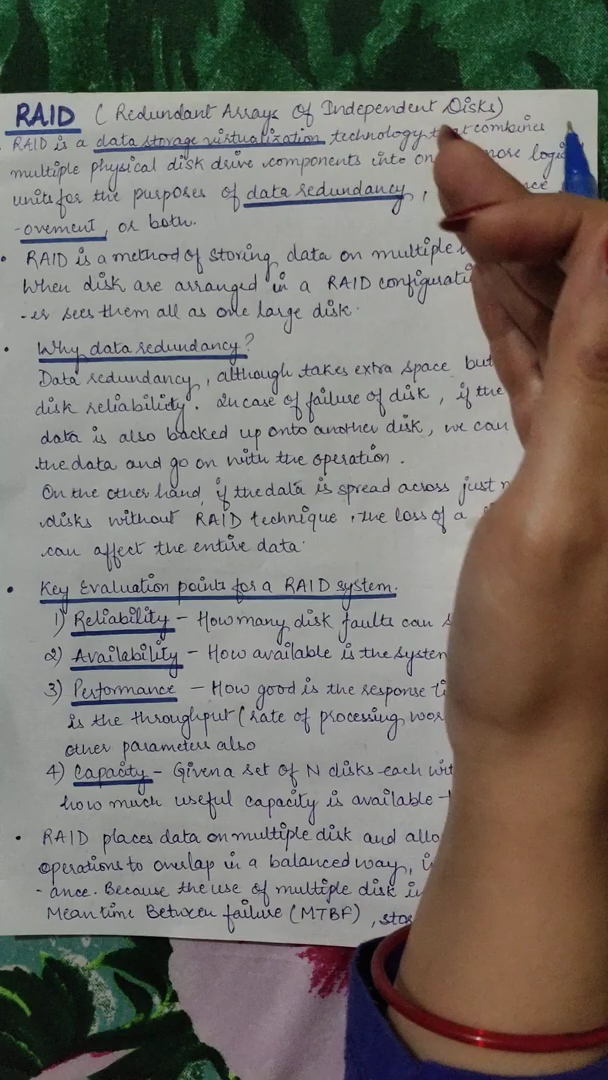 RAID ( Redundant Arrays Of Independent Disks)
RAID is a data storage virtualization technology that combines
multiple physical disk drive components into on more logi
units for the purposes of data redundancy,
-ovement, or both.
• RAID is a method of storing data on multiple
When disk are arranged in a RAID configurati
-er sees them all as one large disk.
• Why data redundancy?
Data redundancy, although takes extra space but
disk reliability. In case of failure of disk, if the
data is also backed up onto another disk, we can
the data and go on with the operation.
On the other hand, if the data is spread across just
disks without RAID technique, the loss of a
can affect the entire data.
• Key Evaluation points for a RAID system.
1) Reliability - How many disk faults can
2) Availability - How available is the system
3) Performance - How good is the response
is the throughput (rate of processing wor
other parameters also
4) Capacity - Given a set of N disks each wit
how much useful capacity is available
• RAID places data on multiple disk and allo
operations to overlap in a balanced way,
-ance. Because the use of multiple disk in
Mean time Between failure (MTBF), sto